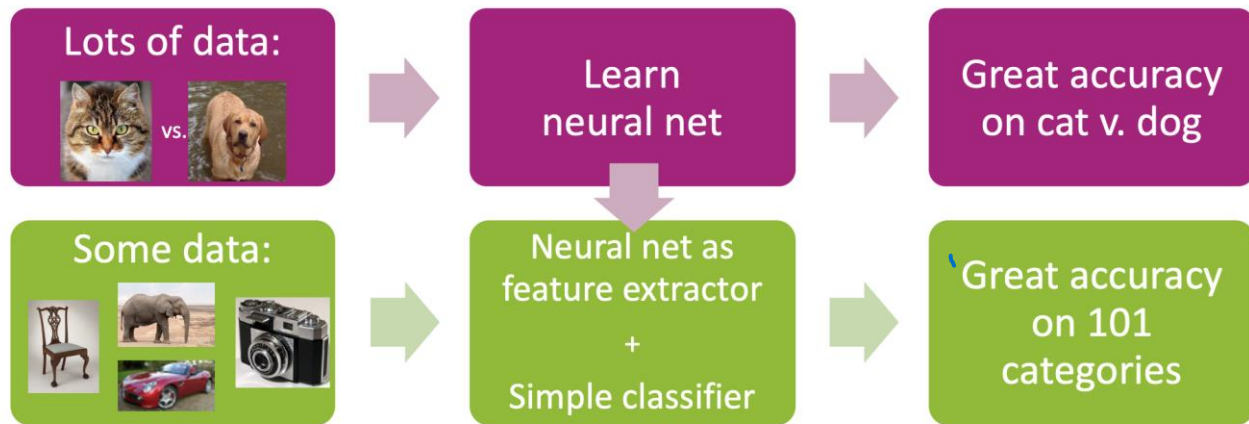 Lots of data:
vs.
Learn
neural net
Great accuracy
on cat v. dog
Some data:
Neural net as
feature extractor
+
Simple classifier
Great accuracy
on 101
categories